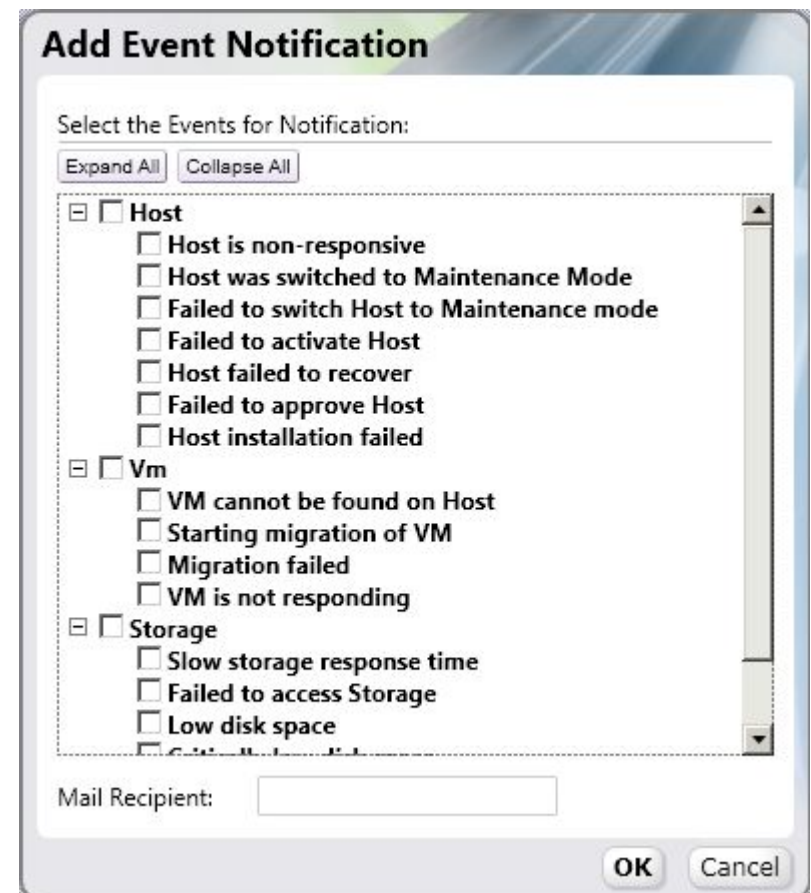 Add Event Notification
Select the Events for Notification:
Expand All Collapse All
Host
Host is non-responsive
Host was switched to Maintenance Mode
Failed to switch Host to Maintenance mode
Failed to activate Host
Host failed to recover
Failed to approve Host
Host installation failed
Vm
VM cannot be found on Host
Starting migration of VM
Migration failed
VM is not responding
Storage
Slow storage response time
Failed to access Storage
Low disk space
Mail Recipient:
OK Cancel